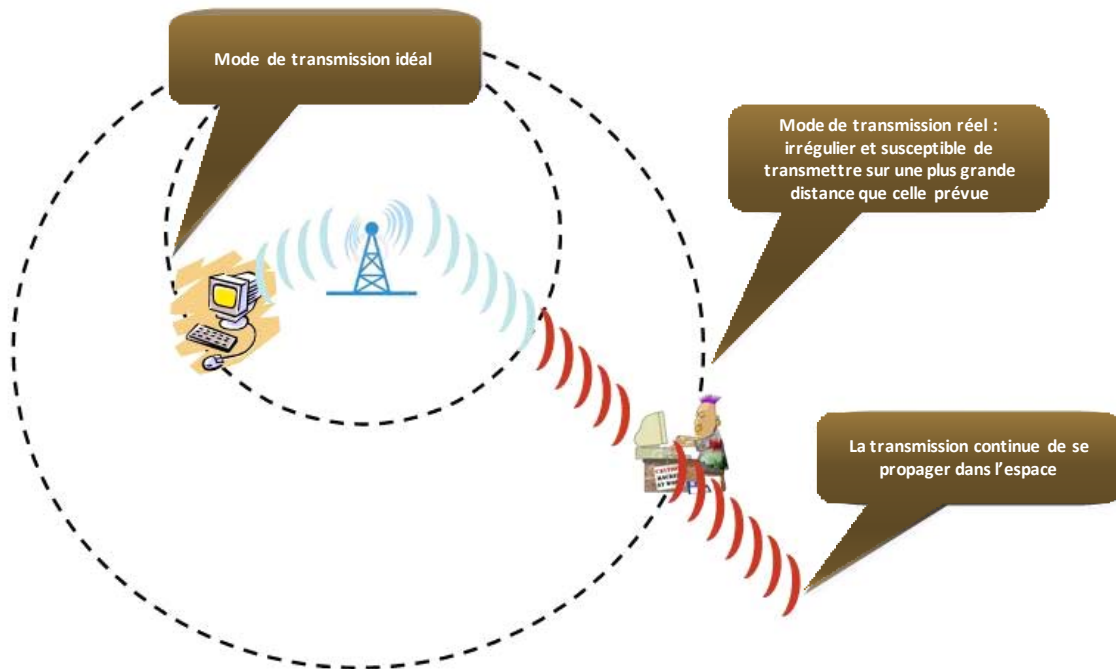 Mode de transmission idéal
Mode de transmission réel :
irrégulier et susceptible de
transmettre sur une plus grande
distance que celle prévue
La transmission continue de se
propager dans l’espace